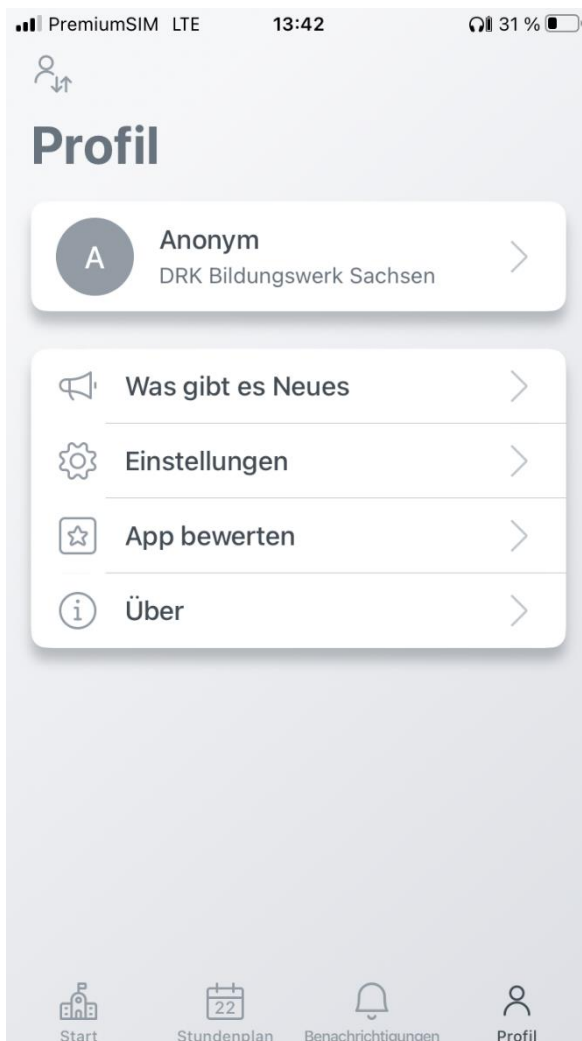 PremiumSIM LTE 13:42 31 %
Profil
A
Anonym
DRK Bildungswerk Sachsen
Was gibt es Neues
Einstellungen
App bewerten
Über
22
Start Stundenplan Benachrichtigungen Profil